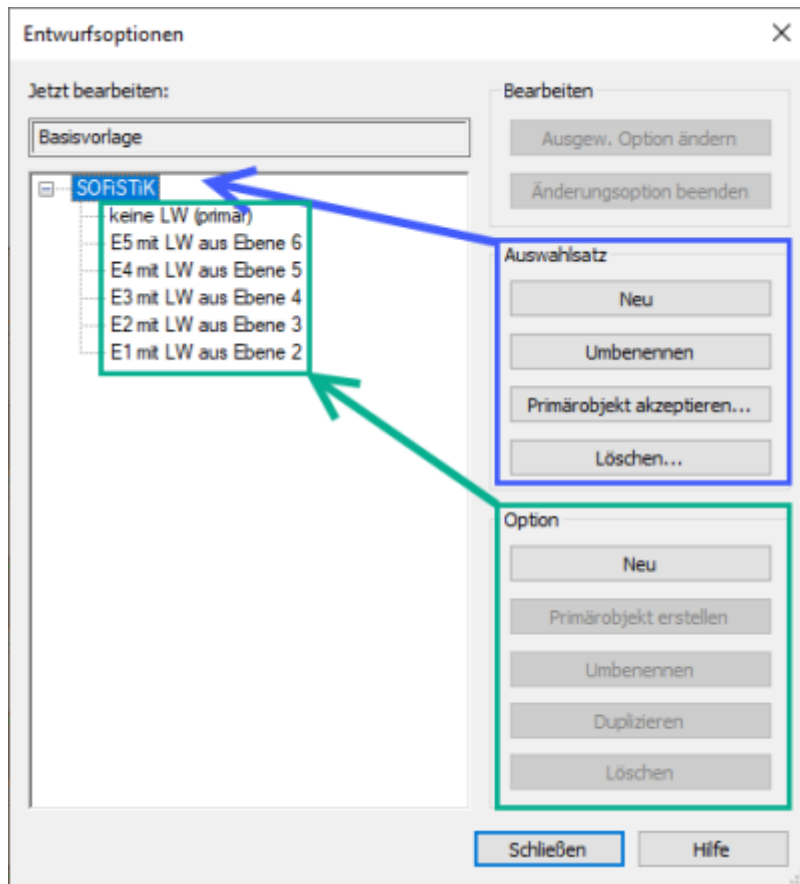 Entwurfsoptionen
Jetzt bearbeiten:
Basisvorlage
SOFiSTiK
keine LW (primär)
E5 mit LW aus Ebene 6
E4 mit LW aus Ebene 5
E3 mit LW aus Ebene 4
E2 mit LW aus Ebene 3
E1 mit LW aus Ebene 2
Bearbeiten
Ausgew. Option ändern
Änderungsoption beenden
Auswahlsatz
Neu
Umbenennen
Primärobjekt akzeptieren...
Löschen...
Option
Neu
Primärobjekt erstellen
Umbenennen
Duplizieren
Löschen
Schließen
Hilfe